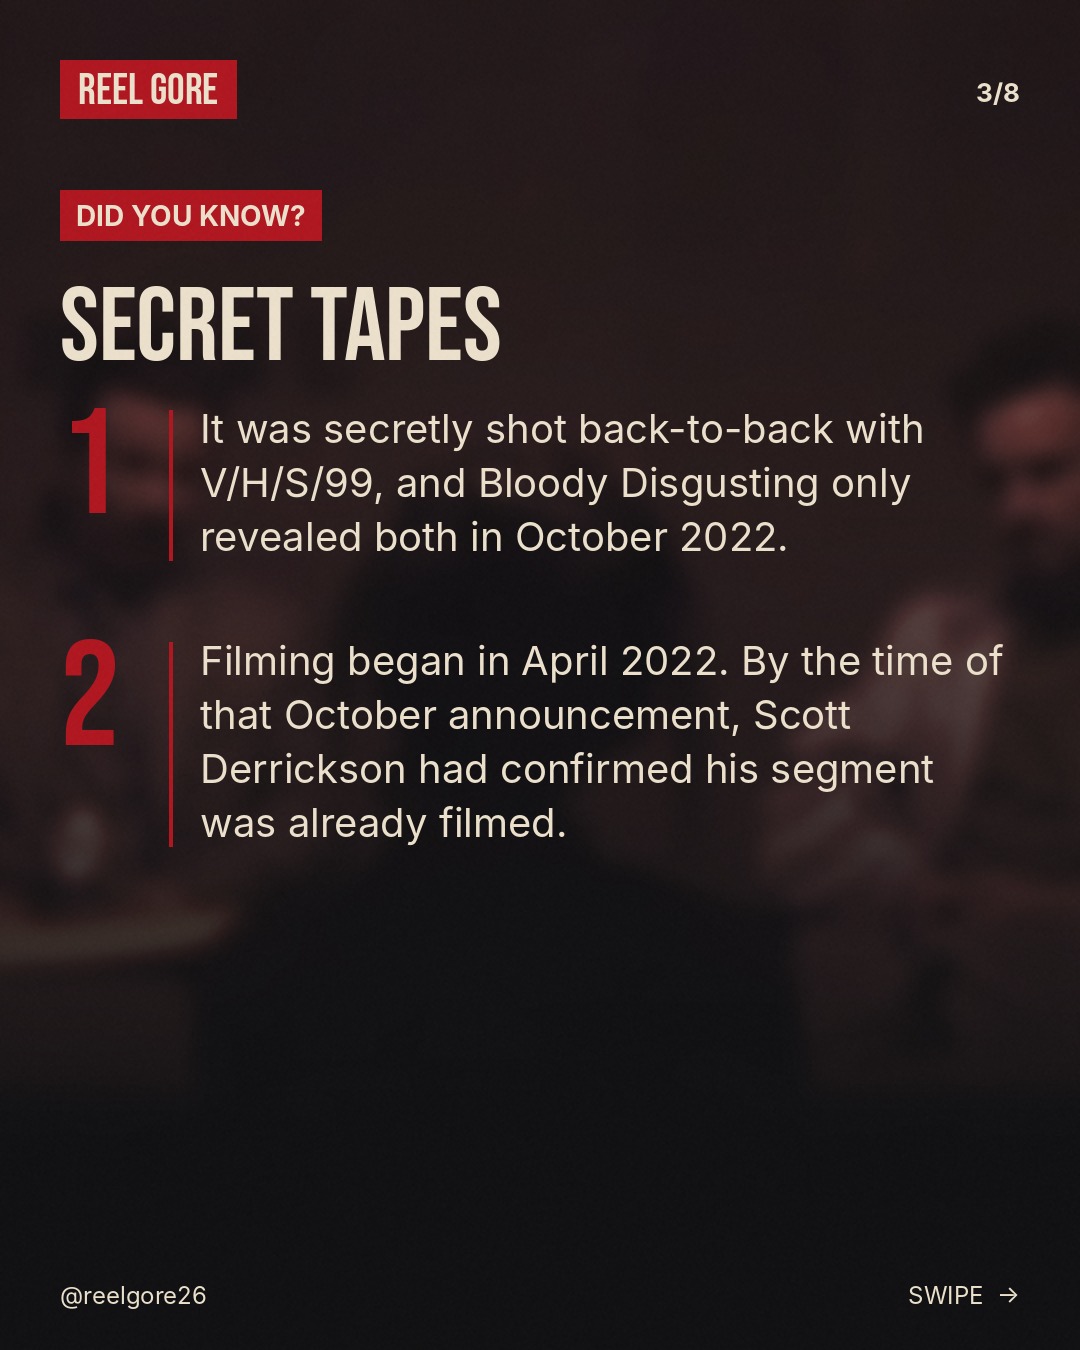 REEL GORE
3/8
DID YOU KNOW?
SECRET TAPES
1
It was secretly shot back-to-back with
V/H/S/99, and Bloody Disgusting only
revealed both in October 2022.
2
Filming began in April 2022. By the time of
that October announcement, Scott
Derrickson had confirmed his segment
was already filmed.
@reelgore26
SWIPE →